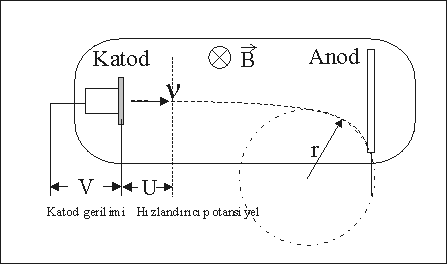 Katod
B
Anod
v
r
V
U
Katod gerilimi
Hızlandırıcı potansiyel